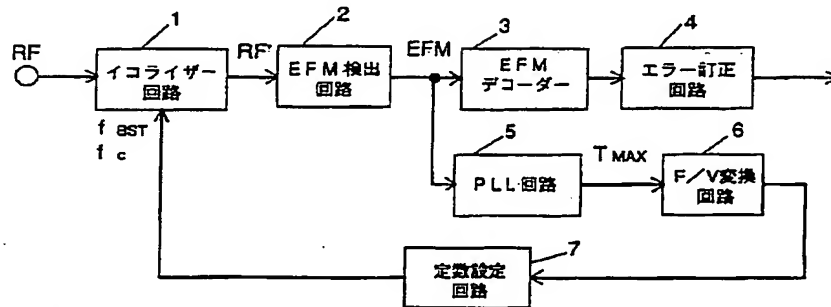 1
2
3
4
RF
イコライザー
回路
RF'
EFM検出
回路
EFM
EFM
デコーダー
エラー訂正
回路
f BST
f c
5
PLL回路
T MAX
6
F/V変換
回路
7
定数設定
回路